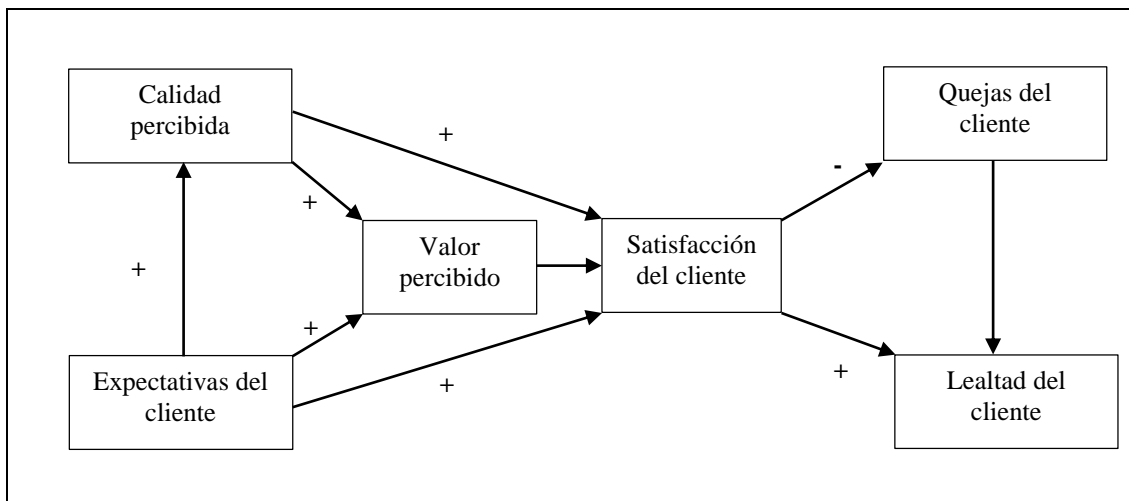 Calidad
percibida
Quejas del
cliente
+
-
+
Valor
percibido
Satisfacción
del cliente
+
+
Expectativas del
cliente
+
+
Lealtad del
cliente